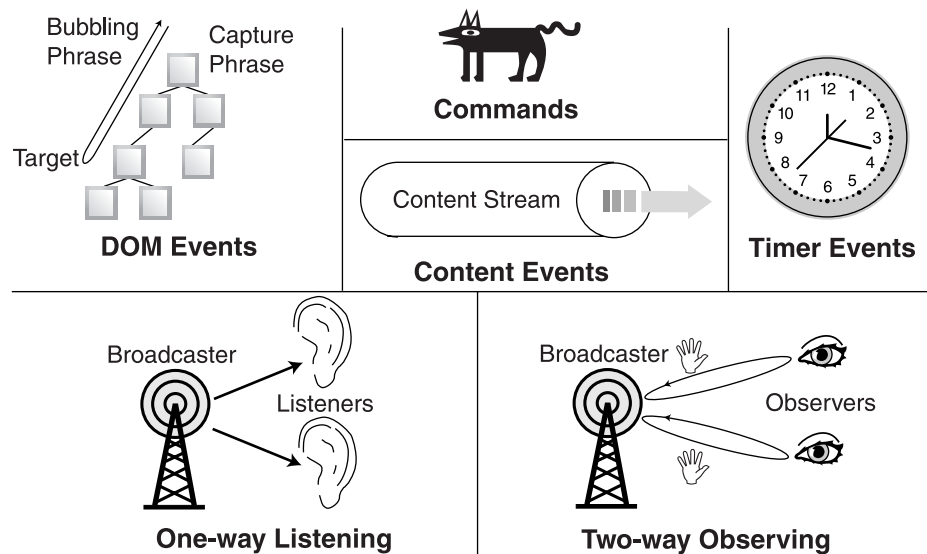 Bubbling
Phrase
Capture
Phrase
Target
DOM Events
Commands
Content Stream
Content Events
12
1
2
3
4
5
6
7
8
9
10
11
Timer Events
Broadcaster
Listeners
One-way Listening
Broadcaster
Observers
Two-way Observing